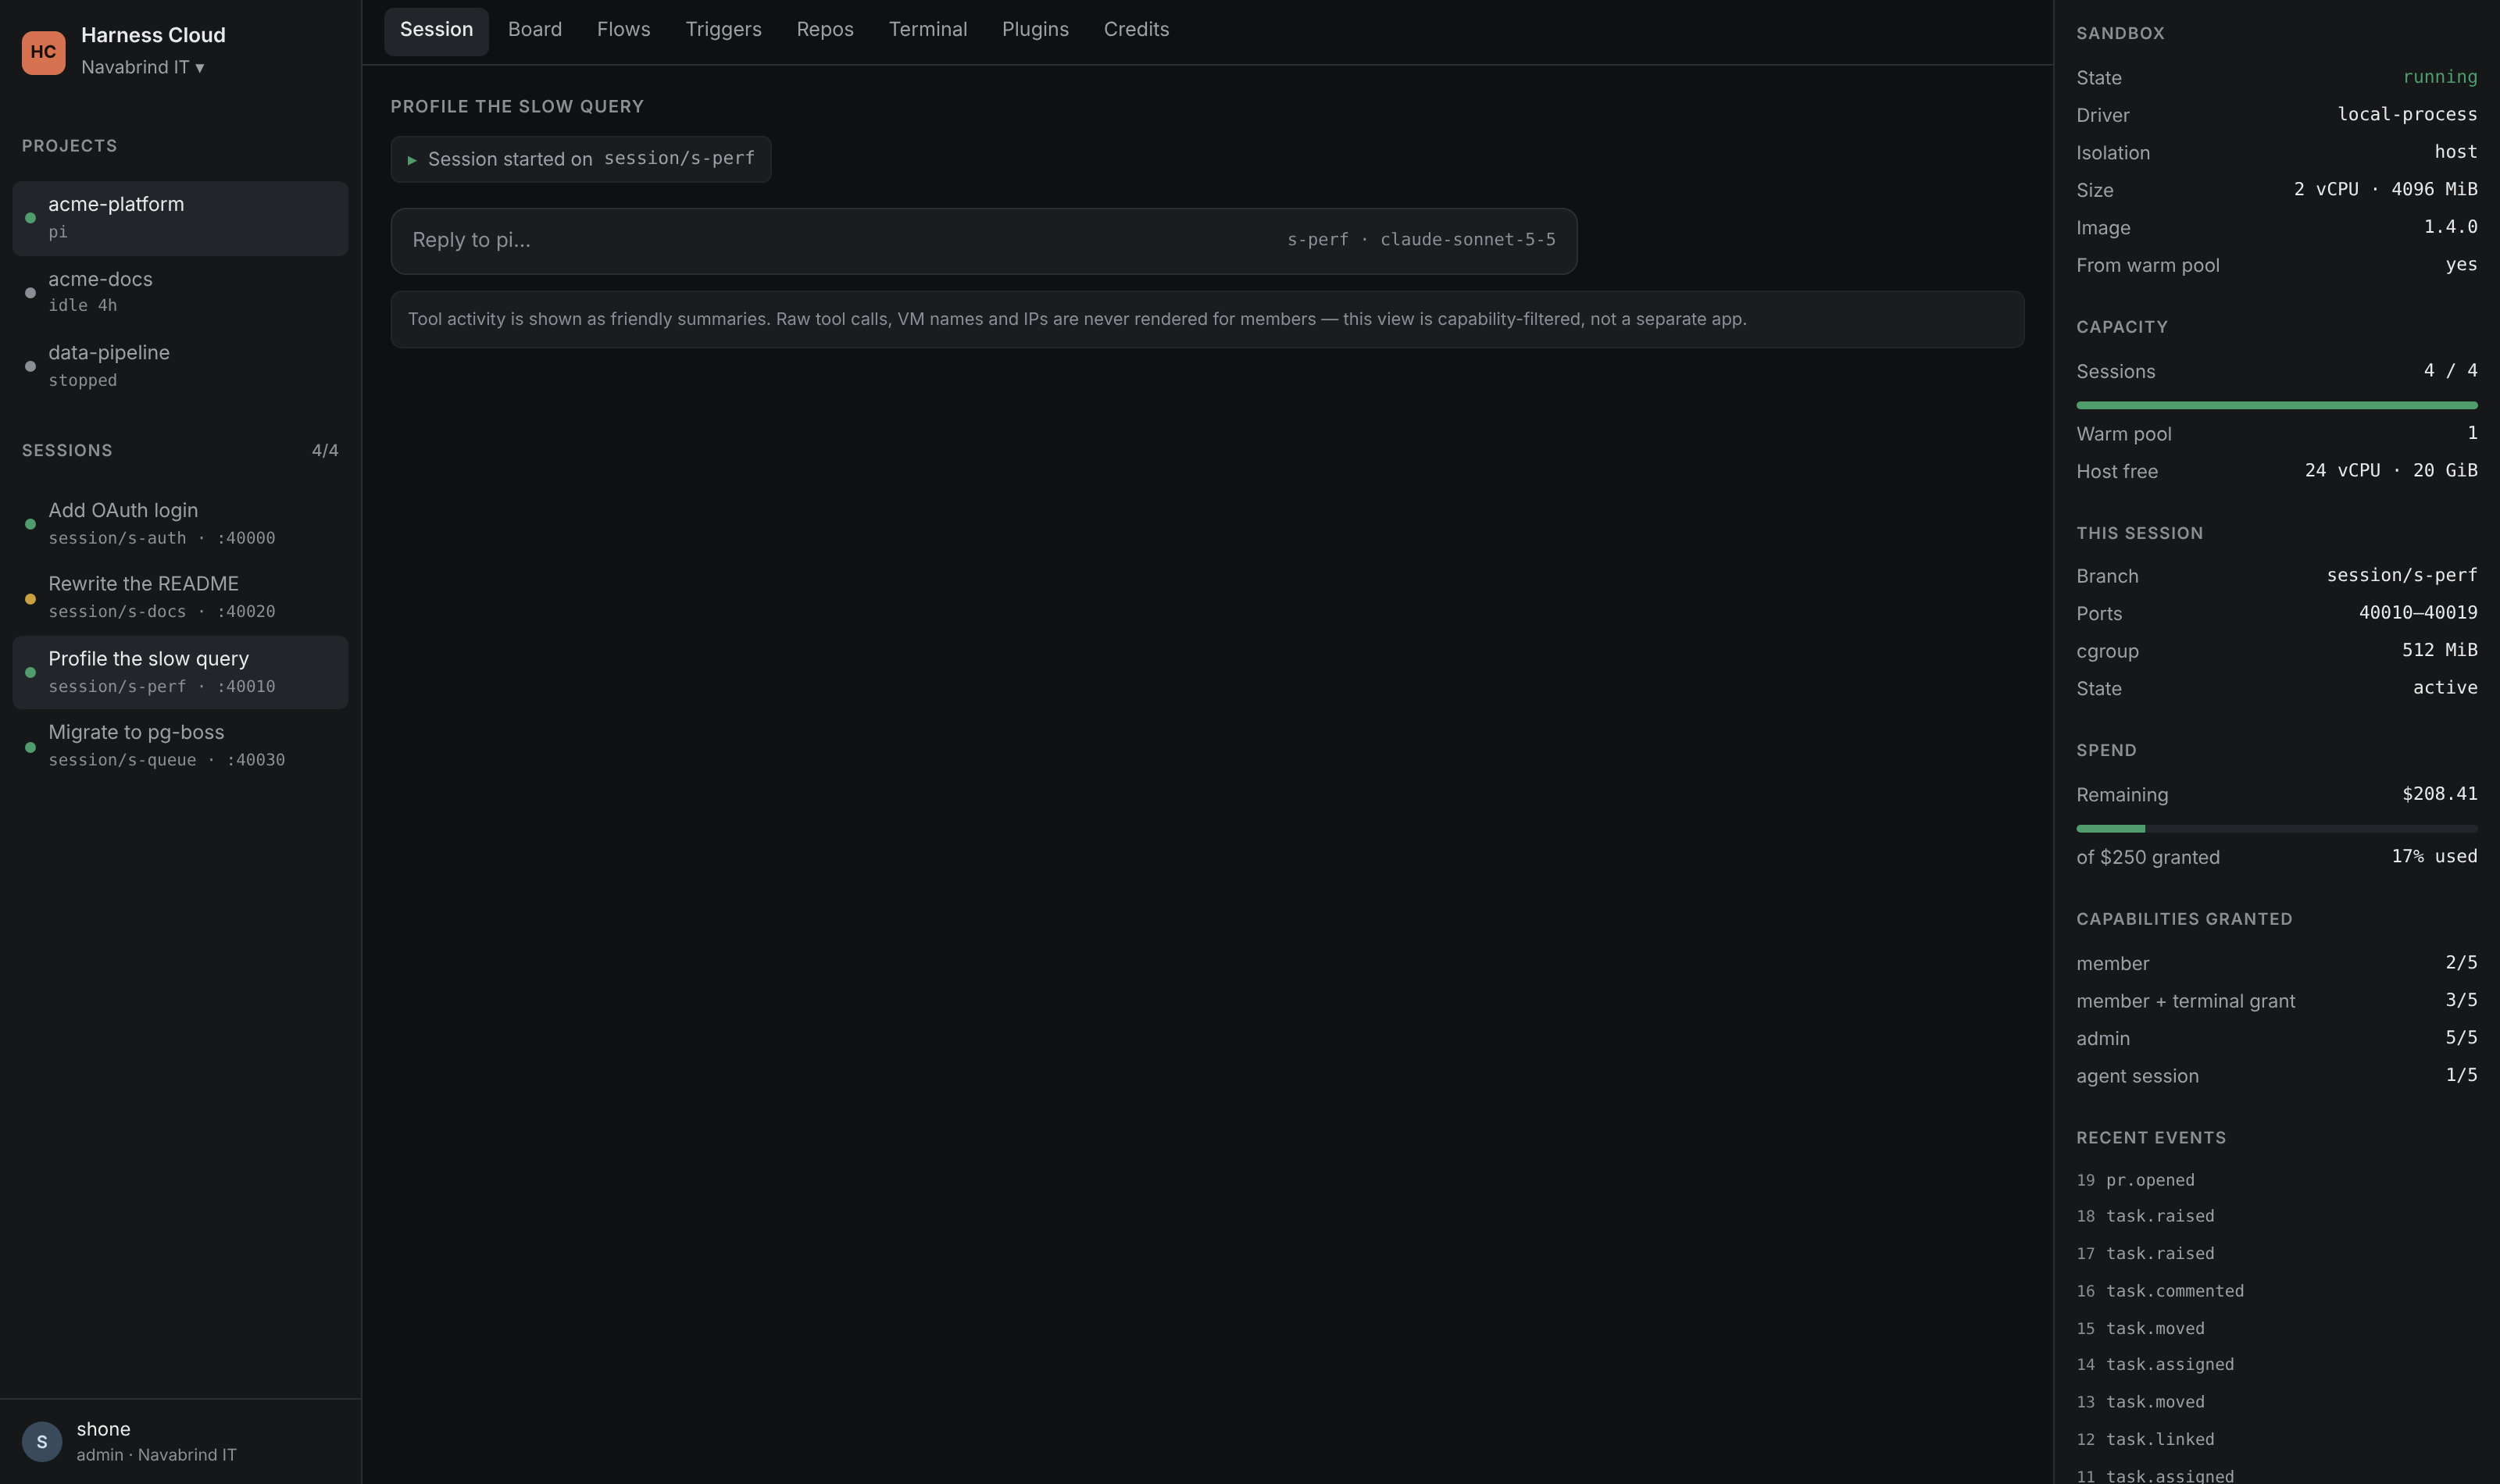 HC
Harness Cloud
Navabrind IT ▾
PROJECTS
acme-platform
pi
acme-docs
idle 4h
data-pipeline
stopped
SESSIONS 4/4
Add OAuth login
session/s-auth · :40000
Rewrite the README
session/s-docs · :40020
Profile the slow query
session/s-perf · :40010
Migrate to pg-boss
session/s-queue · :40030
S
shone
admin · Navabrind IT
Session Board Flows Triggers Repos Terminal Plugins Credits
PROFILE THE SLOW QUERY
▸ Session started on session/s-perf
Reply to pi... s-perf · claude-sonnet-5-5
Tool activity is shown as friendly summaries. Raw tool calls, VM names and IPs are never rendered for members — this view is capability-filtered, not a separate app.
SANDBOX
State running
Driver local-process
Isolation host
Size 2 vCPU · 4096 MiB
Image 1.4.0
From warm pool yes
CAPACITY
Sessions 4 / 4
Warm pool 1
Host free 24 vCPU · 20 GiB
THIS SESSION
Branch session/s-perf
Ports 40010–40019
cgroup 512 MiB
State active
SPEND
Remaining $208.41
of $250 granted 17% used
CAPABILITIES GRANTED
member 2/5
member + terminal grant 3/5
admin 5/5
agent session 1/5
RECENT EVENTS
19 pr.opened
18 task.raised
17 task.raised
16 task.commented
15 task.moved
14 task.assigned
13 task.moved
12 task.linked
11 task.assigned